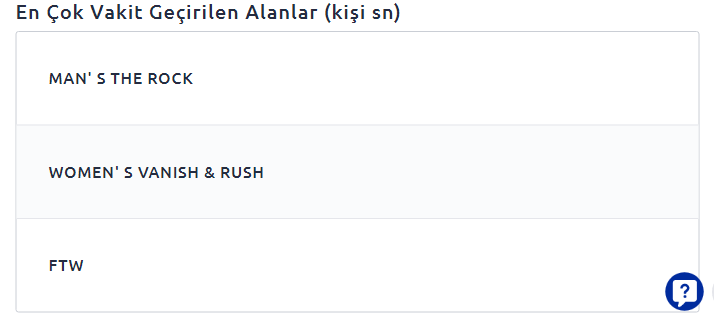 En Çok Vakit Geçirilen Alanlar (kişi sn)
MAN' S THE ROCK
WOMEN' S VANISH & RUSH
FTW
?